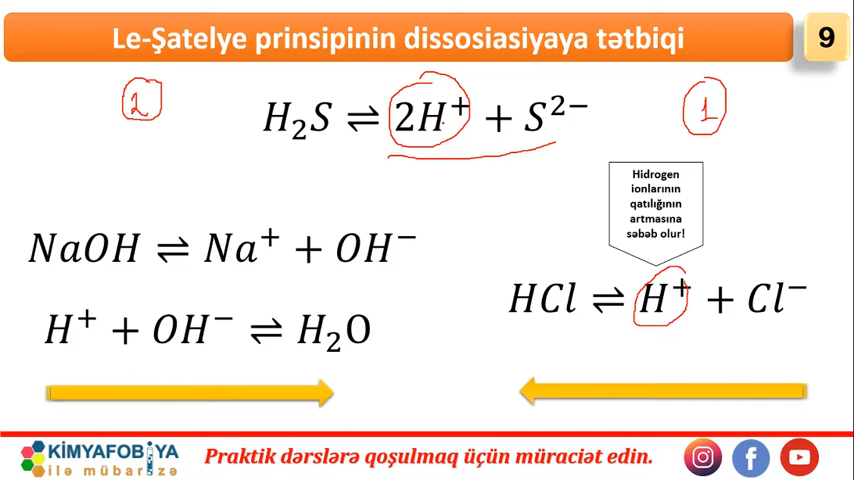 Le-Şatelye prinsipinin dissosiasiyaya tətbiqi
9
2
H₂S ⇌ 2H⁺ + S²⁻
1
Hidrogen
ionlarının
qatılığının
artmasına
səbəb olur!
NaOH ⇌ Na⁺ + OH⁻
HCl ⇌ H⁺ + Cl⁻
H⁺ + OH⁻ ⇌ H₂O
KİMYAFOBİYA
ilə mübarizə
Praktik dərslərə qoşulmaq üçün müraciət edin.